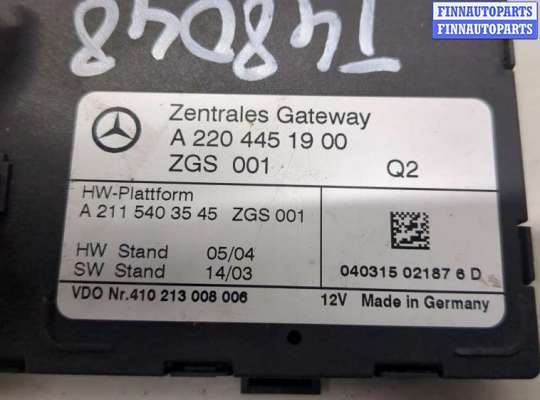 FINNAUTOPARTS
FINNAUTOPARTS
T48048
Zentrales Gateway
A 220 445 19 00
ZGS 001 Q2
HW-Plattform
A 211 540 35 45 ZGS 001
HW Stand 05/04
SW Stand 14/03
040315 02187 6 D
VDO Nr.410 213 008 006 12V Made in Germany